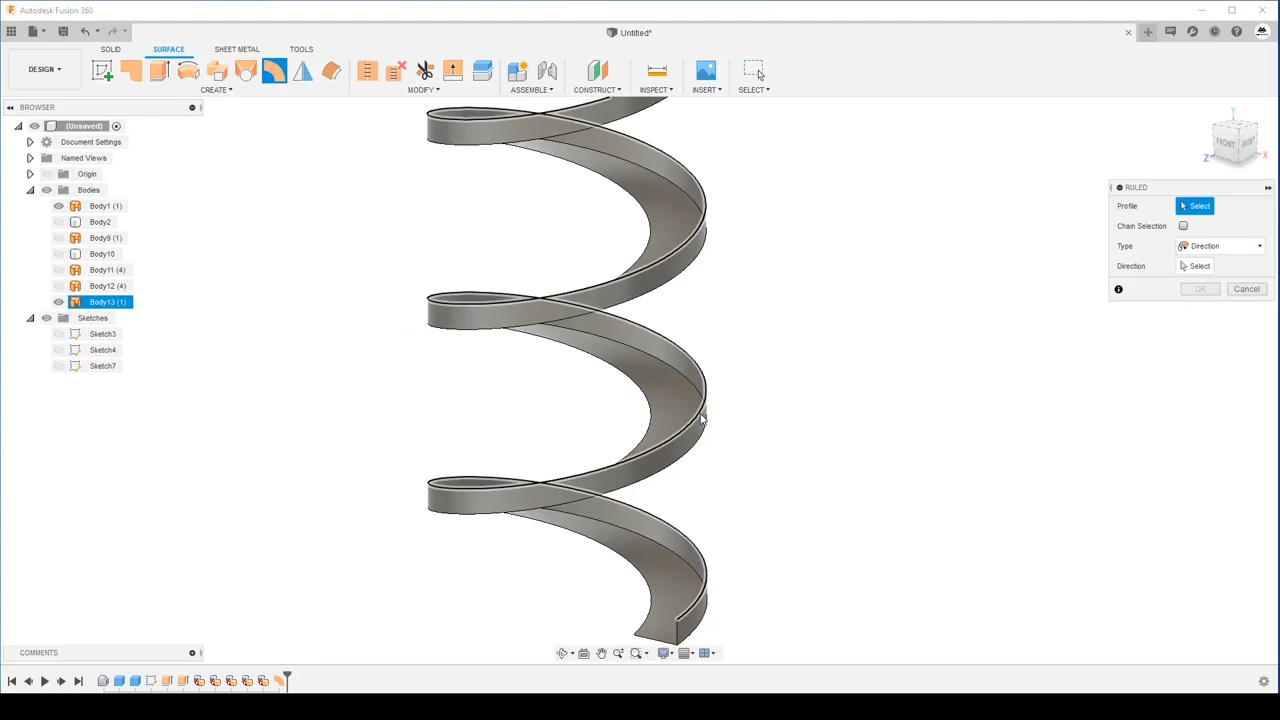 Autodesk Fusion 360
Untitled*
SOLID SURFACE SHEET METAL TOOLS
DESIGN
CREATE MODIFY ASSEMBLE CONSTRUCT INSPECT INSERT SELECT
BROWSER
(Unsaved)
Document Settings
Named Views
Origin
Bodies
Body1 (1)
Body2
Body9 (1)
Body10
Body11 (4)
Body12 (4)
Body13 (1)
Sketches
Sketch3
Sketch4
Sketch7
Y
FRONT RIGHT
Z X
RULED
Profile Select
Chain Selection
Type Direction
Direction Select
OK Cancel
COMMENTS